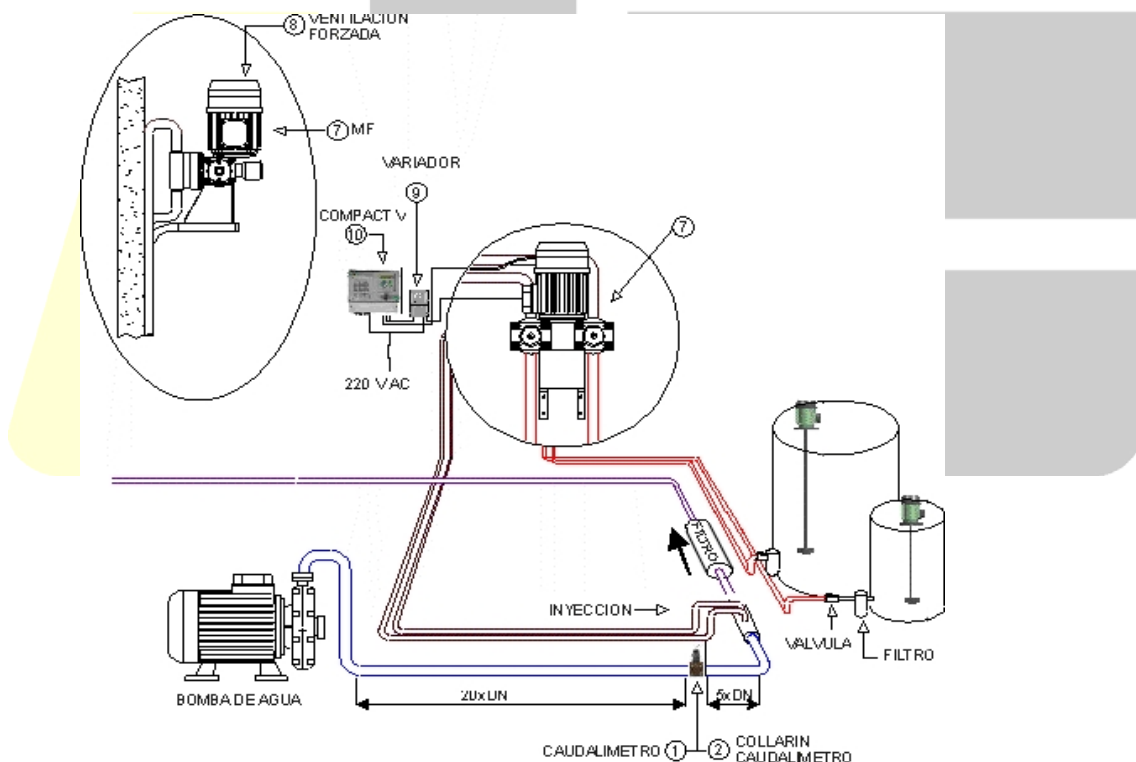 8 VENTILACION
FORZADA
7 MF
VARIADOR
9
COMPACT V
10
7
220 VAC
FILTRO
INYECCION
VALVULA
FILTRO
BOMBA DE AGUA
20xDN
5xDN
CAUDALIMETRO 1 2 COLLARIN
CAUDALIMETRO